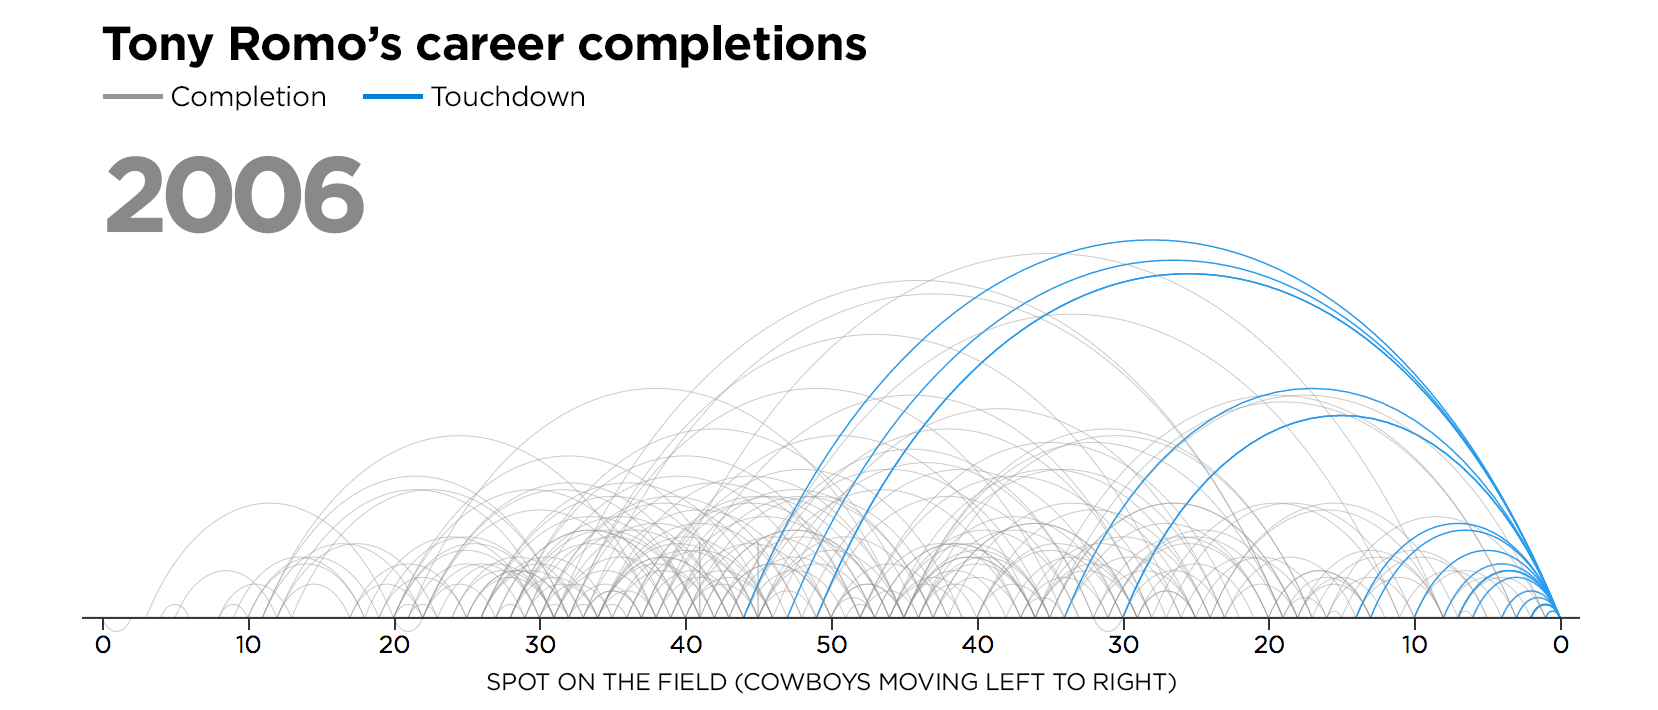 Tony Romo’s career completions
Completion Touchdown
2006
0 10 20 30 40 50 40 30 20 10 0
SPOT ON THE FIELD (COWBOYS MOVING LEFT TO RIGHT)